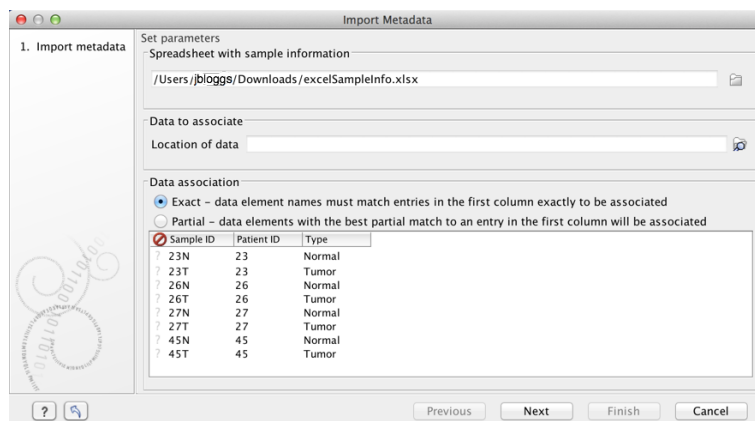 Import Metadata
1. Import metadata
Set parameters
Spreadsheet with sample information
/Users/jbloggs/Downloads/excelSampleInfo.xlsx
Data to associate
Location of data
Data association
Exact – data element names must match entries in the first column exactly to be associated
Partial – data elements with the best partial match to an entry in the first column will be associated
Sample ID Patient ID Type
? 23N 23 Normal
? 23T 23 Tumor
? 26N 26 Normal
? 26T 26 Tumor
? 27N 27 Normal
? 27T 27 Tumor
? 45N 45 Normal
? 45T 45 Tumor
? Previous Next Finish Cancel